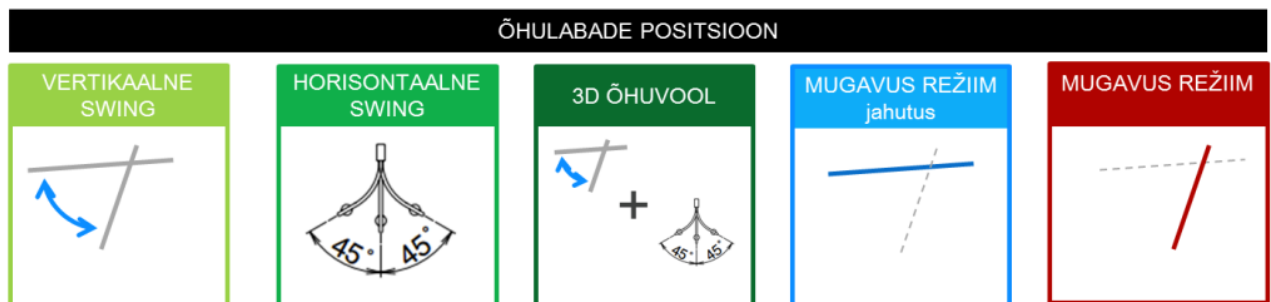 ÕHULABADE POSITSIOON
VERTIKAALNE
SWING
HORISONTAALNE
SWING
3D ÕHUVOOL
MUGAVUS REŽIIM
jahutus
MUGAVUS REŽIIM
45° 45°
+
45° 45°